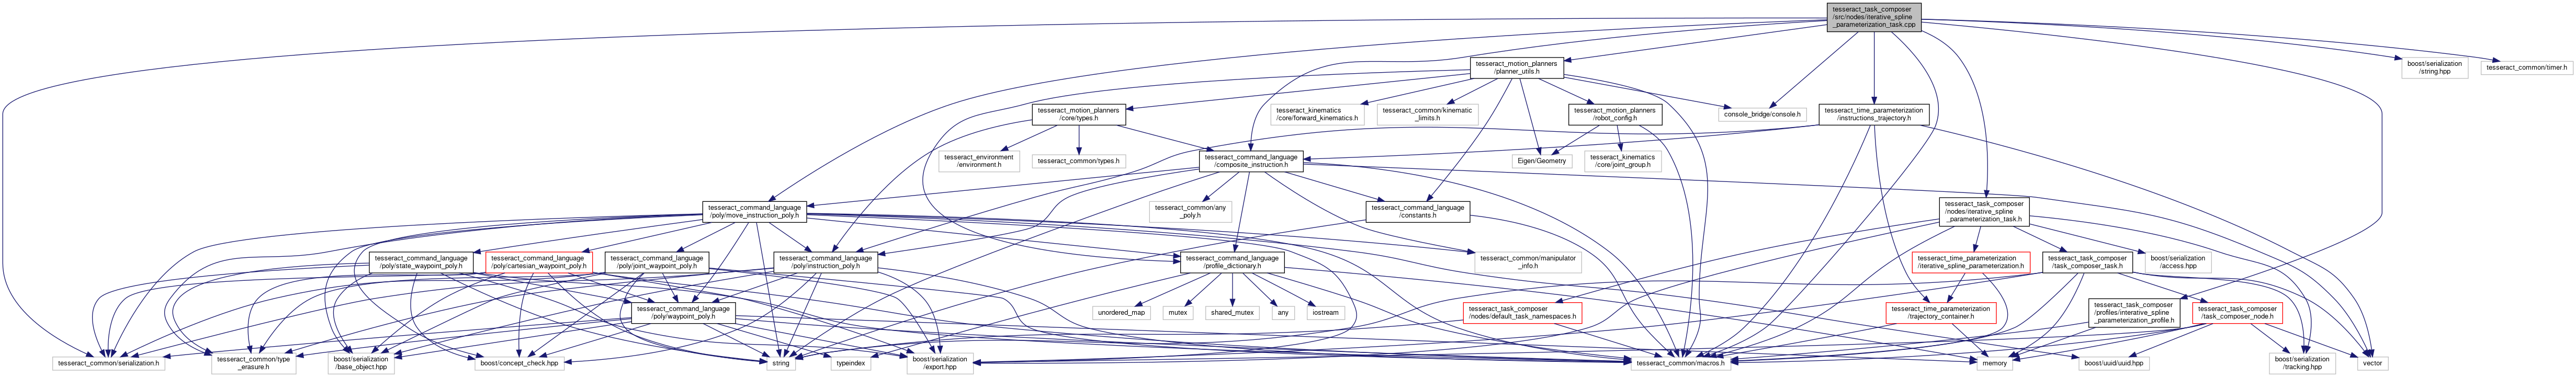 tesseract_task_composer
/src/nodes/iterative_spline
_parameterization_task.cpp
tesseract_motion_planners
/planner_utils.h
boost/serialization
/string.hpp
tesseract_common/timer.h
tesseract_motion_planners
/core/types.h
tesseract_kinematics
/core/forward_kinematics.h
tesseract_common/kinematic
_limits.h
tesseract_motion_planners
/robot_config.h
console_bridge/console.h
tesseract_time_parameterization
/instructions_trajectory.h
tesseract_environment
/environment.h
tesseract_common/types.h
tesseract_command_language
/composite_instruction.h
Eigen/Geometry
tesseract_kinematics
/core/joint_group.h
tesseract_command_language
/poly/move_instruction_poly.h
tesseract_common/any
_poly.h
tesseract_command_language
/constants.h
tesseract_task_composer
/nodes/iterative_spline
_parameterization_task.h
tesseract_command_language
/poly/state_waypoint_poly.h
tesseract_command_language
/poly/cartesian_waypoint_poly.h
tesseract_command_language
/poly/joint_waypoint_poly.h
tesseract_command_language
/poly/instruction_poly.h
tesseract_command_language
/profile_dictionary.h
tesseract_common/manipulator
_info.h
tesseract_time_parameterization
/iterative_spline_parameterization.h
tesseract_task_composer
/task_composer_task.h
boost/serialization
/access.hpp
tesseract_command_language
/poly/waypoint_poly.h
unordered_map
mutex
shared_mutex
any
iostream
tesseract_task_composer
/nodes/default_task_namespaces.h
tesseract_time_parameterization
/trajectory_container.h
tesseract_task_composer
/profiles/interative_spline
_parameterization_profile.h
tesseract_task_composer
/task_composer_node.h
tesseract_common/serialization.h
tesseract_common/type
_erasure.h
boost/serialization
/base_object.hpp
boost/concept_check.hpp
string
typeindex
boost/serialization
/export.hpp
tesseract_common/macros.h
memory
boost/uuid/uuid.hpp
boost/serialization
/tracking.hpp
vector